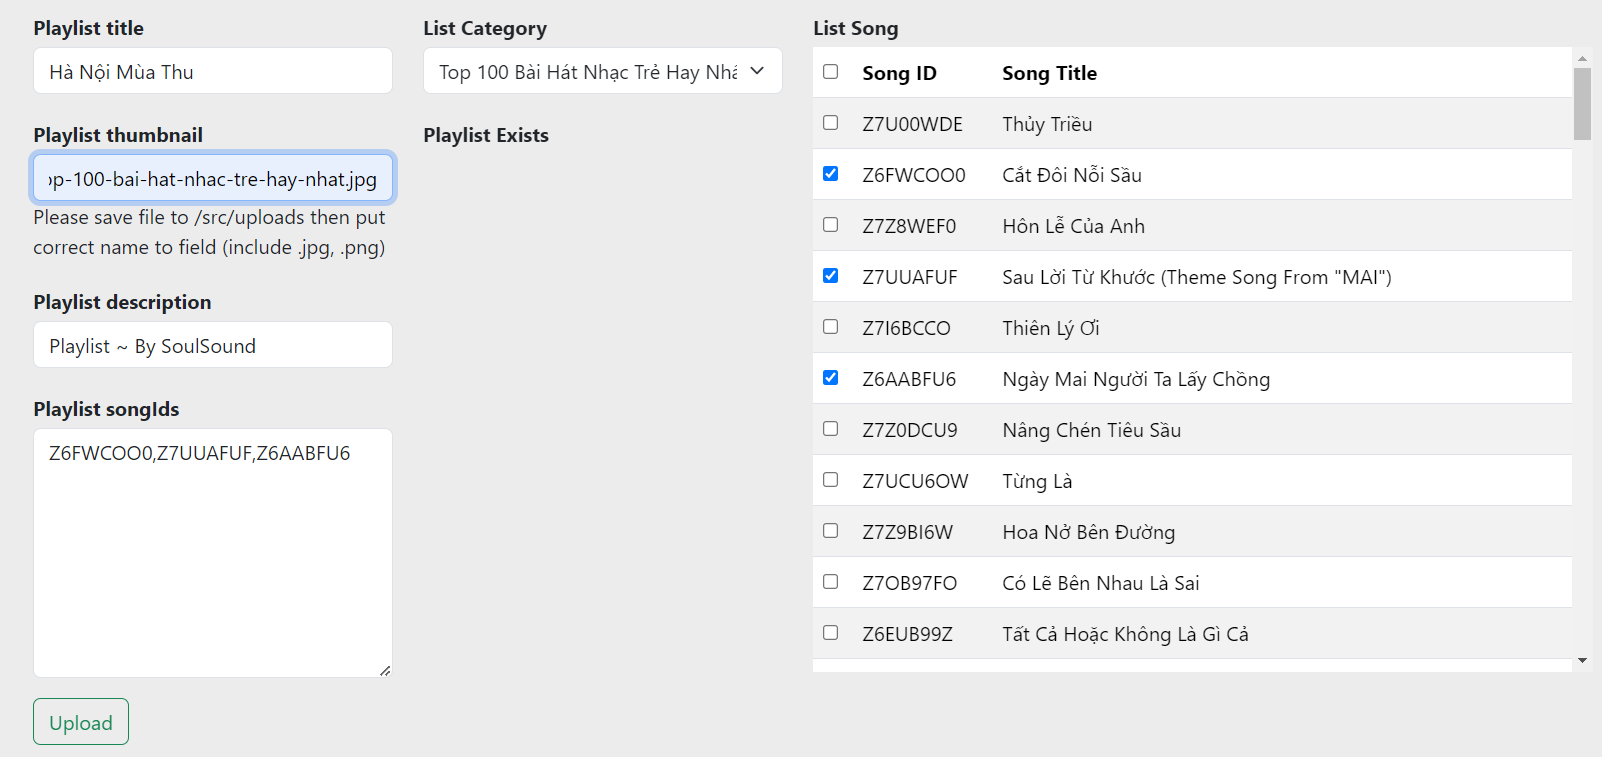 Playlist title
Hà Nội Mùa Thu
Playlist thumbnail
op-100-bai-hat-nhac-tre-hay-nhat.jpg
Please save file to /src/uploads then put
correct name to field (include .jpg, .png)
Playlist description
Playlist ~ By SoulSound
Playlist songIds
Z6FWCOO0,Z7UUAFUF,Z6AABFU6
Upload
List Category
Top 100 Bài Hát Nhạc Trẻ Hay Nhấ
Playlist Exists
List Song
Song ID Song Title
Z7U00WDE Thủy Triều
Z6FWCOO0 Cắt Đôi Nỗi Sầu
Z7Z8WEF0 Hôn Lễ Của Anh
Z7UUAFUF Sau Lời Từ Khước (Theme Song From "MAI")
Z7I6BCCO Thiên Lý Ơi
Z6AABFU6 Ngày Mai Người Ta Lấy Chồng
Z7Z0DCU9 Nâng Chén Tiêu Sầu
Z7UCU6OW Từng Là
Z7Z9BI6W Hoa Nở Bên Đường
Z7OB97FO Có Lẽ Bên Nhau Là Sai
Z6EUB99Z Tất Cả Hoặc Không Là Gì Cả